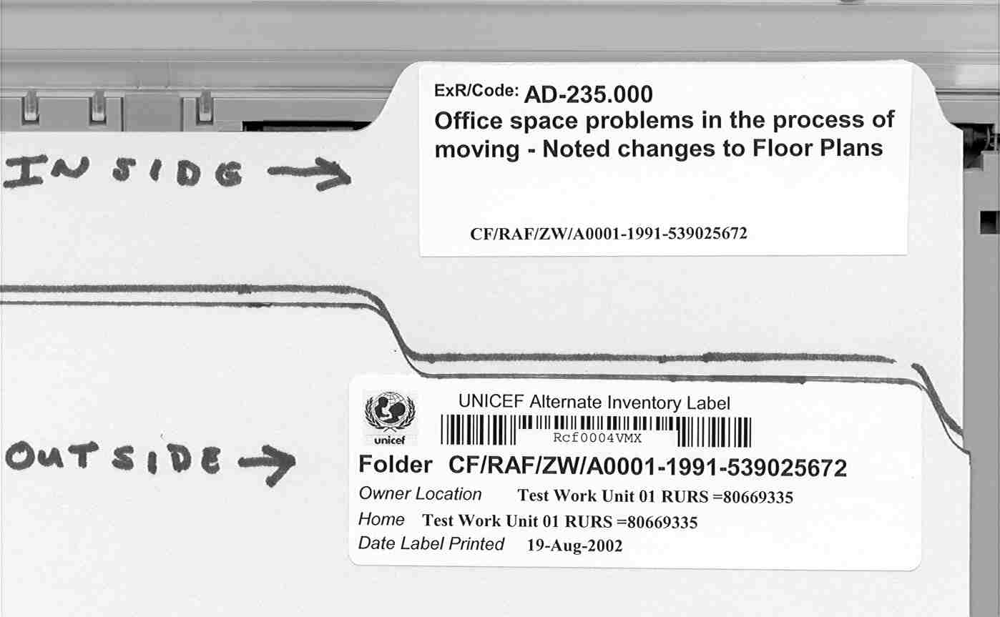 ExR/Code: AD-235.000
Office space problems in the process of
moving - Noted changes to Floor Plans
INSIDE →
CF/RAF/ZW/A0001-1991-539025672
UNICEF Alternate Inventory Label
Rcf0004VMX
unicef
Folder CF/RAF/ZW/A0001-1991-539025672
OUTSIDE →
Owner Location Test Work Unit 01 RURS =80669335
Home Test Work Unit 01 RURS =80669335
Date Label Printed 19-Aug-2002